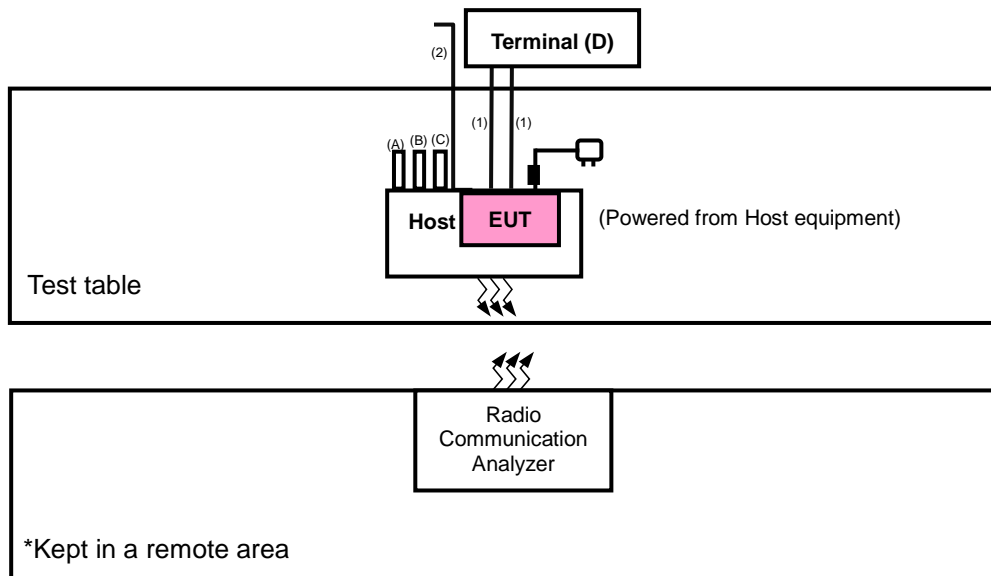 Terminal (D)
(2)
(1)
(1)
(A)
(B)
(C)
Host
EUT
(Powered from Host equipment)
Test table
Radio
Communication
Analyzer
*Kept in a remote area